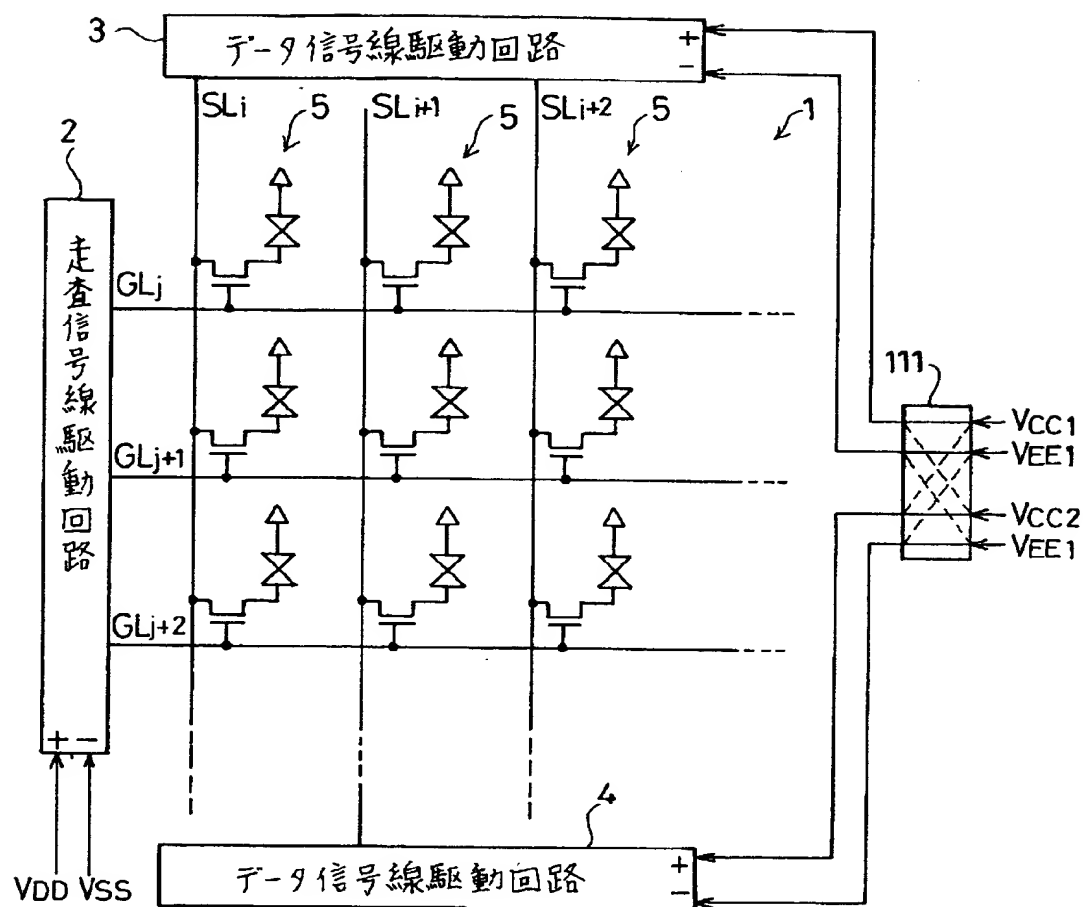 3
データ信号線駆動回路
+
−
SLi
5
SLi+1
5
SLi+2
5
1
2
走査信号線駆動回路
GLj
111
VCC1
VEE1
GLj+1
VCC2
VEE1
GLj+2
+ −
4
データ信号線駆動回路
+
−
VDD VSS